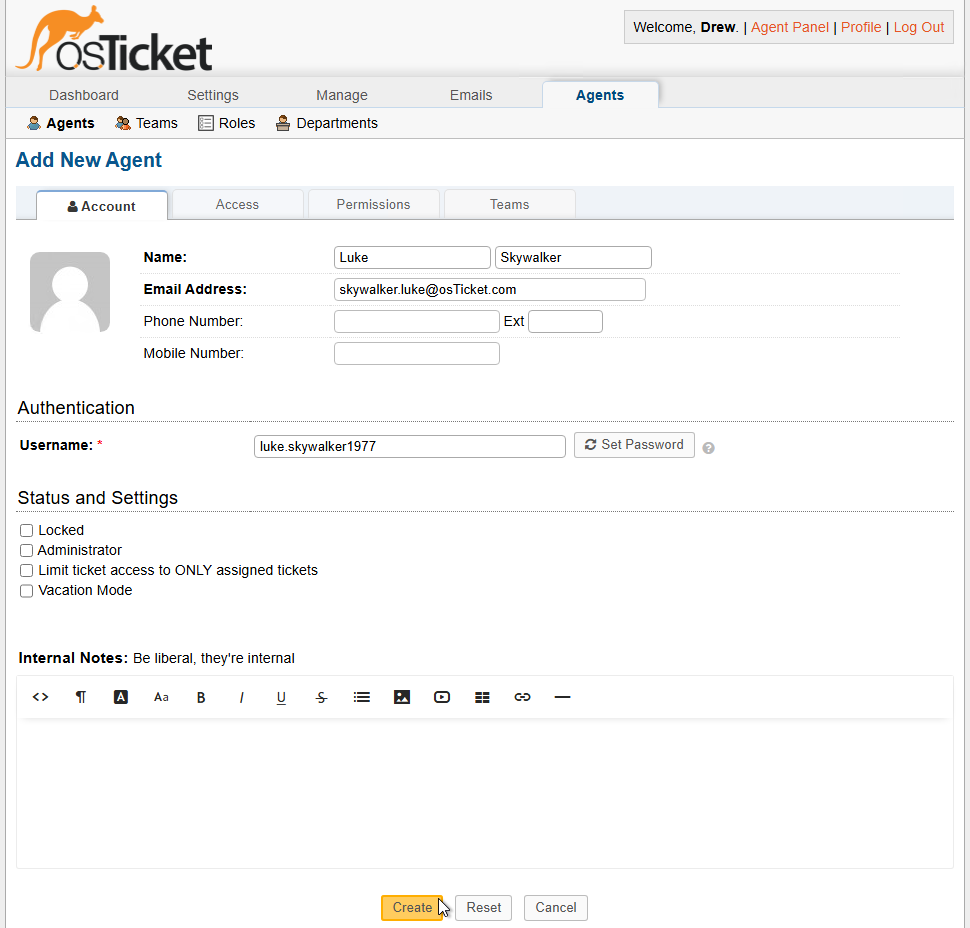 osTicket
Welcome, Drew. | Agent Panel | Profile | Log Out
Dashboard Settings Manage Emails Agents
Agents Teams Roles Departments
Add New Agent
Account Access Permissions Teams
Name: Luke Skywalker
Email Address: skywalker.luke@osTicket.com
Phone Number: Ext
Mobile Number:
Authentication
Username: * luke.skywalker1977 Set Password ?
Status and Settings
Locked
Administrator
Limit ticket access to ONLY assigned tickets
Vacation Mode
Internal Notes: Be liberal, they're internal
<> ¶ A Aa B I U S
Create Reset Cancel